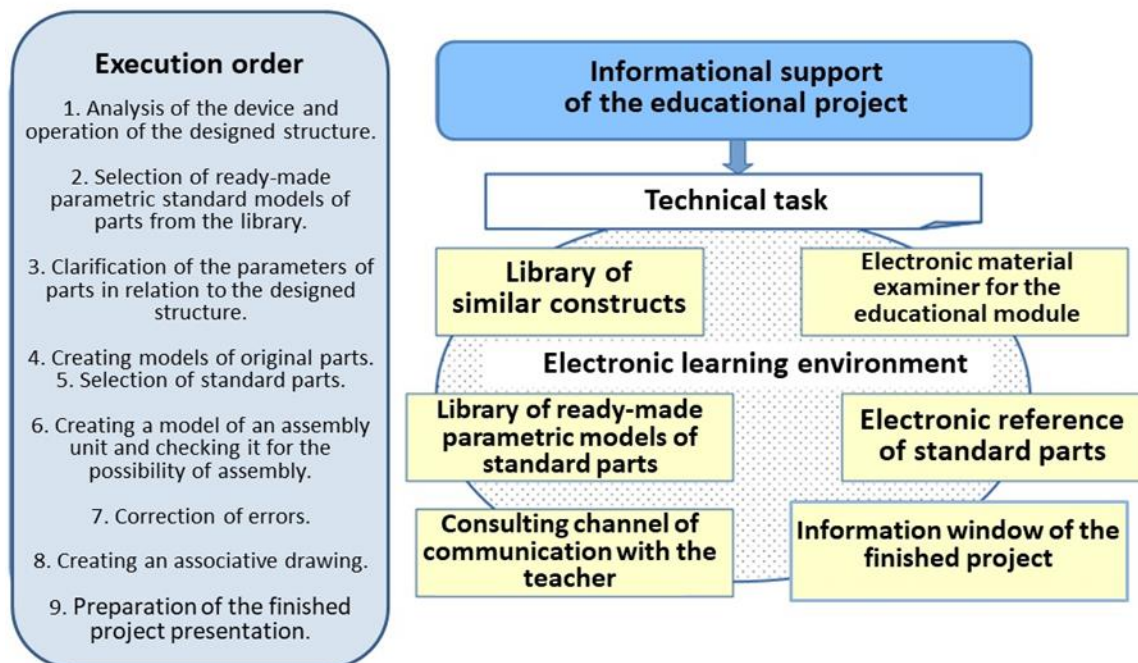 Execution order
1. Analysis of the device and
operation of the designed structure.
2. Selection of ready-made
parametric standard models of
parts from the library.
3. Clarification of the parameters of
parts in relation to the designed
structure.
4. Creating models of original parts.
5. Selection of standard parts.
6. Creating a model of an assembly
unit and checking it for the
possibility of assembly.
7. Correction of errors.
8. Creating an associative drawing.
9. Preparation of the finished
project presentation.
Informational support
of the educational project
Technical task
Library of
similar constructs
Electronic material
examiner for the
educational module
Electronic learning environment
Library of ready-made
parametric models of
standard parts
Electronic reference
of standard parts
Consulting channel of
communication with the
teacher
Information window of the
finished project